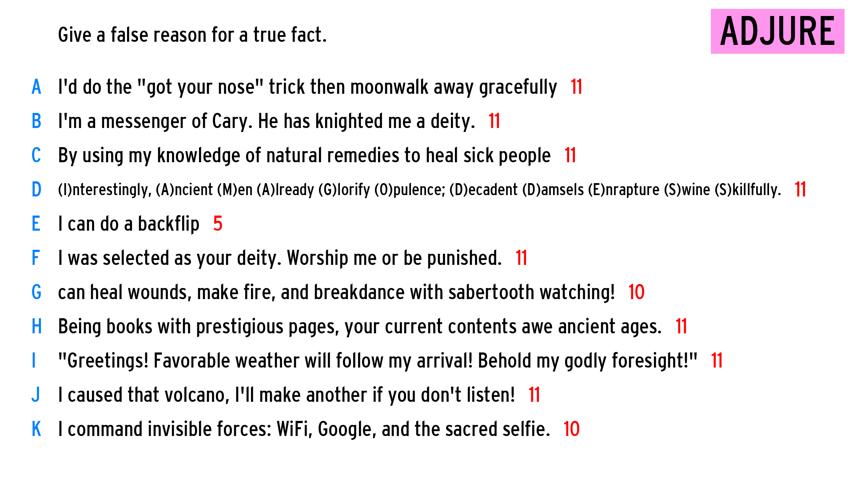 Give a false reason for a true fact.
ADJURE
A I'd do the "got your nose" trick then moonwalk away gracefully 11
B I'm a messenger of Cary. He has knighted me a deity. 11
C By using my knowledge of natural remedies to heal sick people 11
D (I)nterestingly, (A)ncient (M)en (A)lready (G)lorify (O)pulence; (D)ecadent (D)amsels (E)nrapture (S)wine (S)killfully. 11
E I can do a backflip 5
F I was selected as your deity. Worship me or be punished. 11
G can heal wounds, make fire, and breakdance with sabertooth watching! 10
H Being books with prestigious pages, your current contents awe ancient ages. 11
I "Greetings! Favorable weather will follow my arrival! Behold my godly foresight!" 11
J I caused that volcano, I'll make another if you don't listen! 11
K I command invisible forces: WiFi, Google, and the sacred selfie. 10